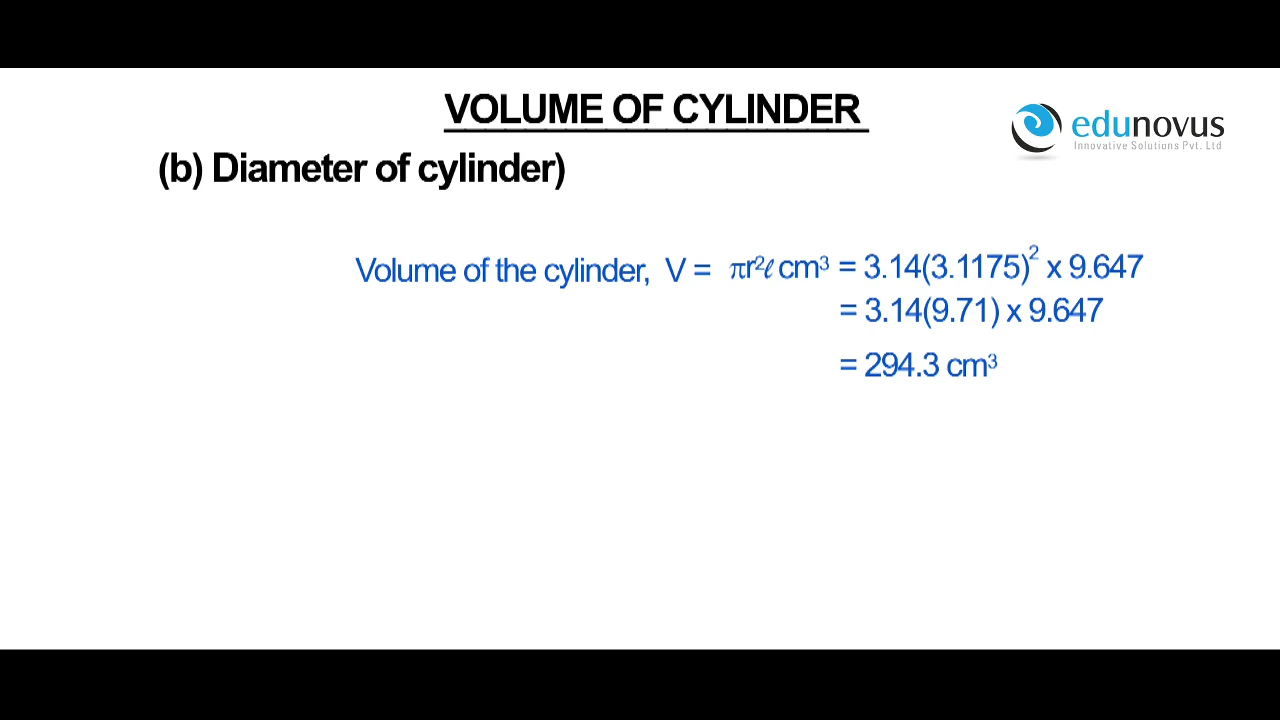 VOLUME OF CYLINDER
edunovus
Innovative Solutions Pvt. Ltd
(b) Diameter of cylinder)
Volume of the cylinder, V = πr²ℓ cm³ = 3.14(3.1175)² x 9.647
= 3.14(9.71) x 9.647
= 294.3 cm³